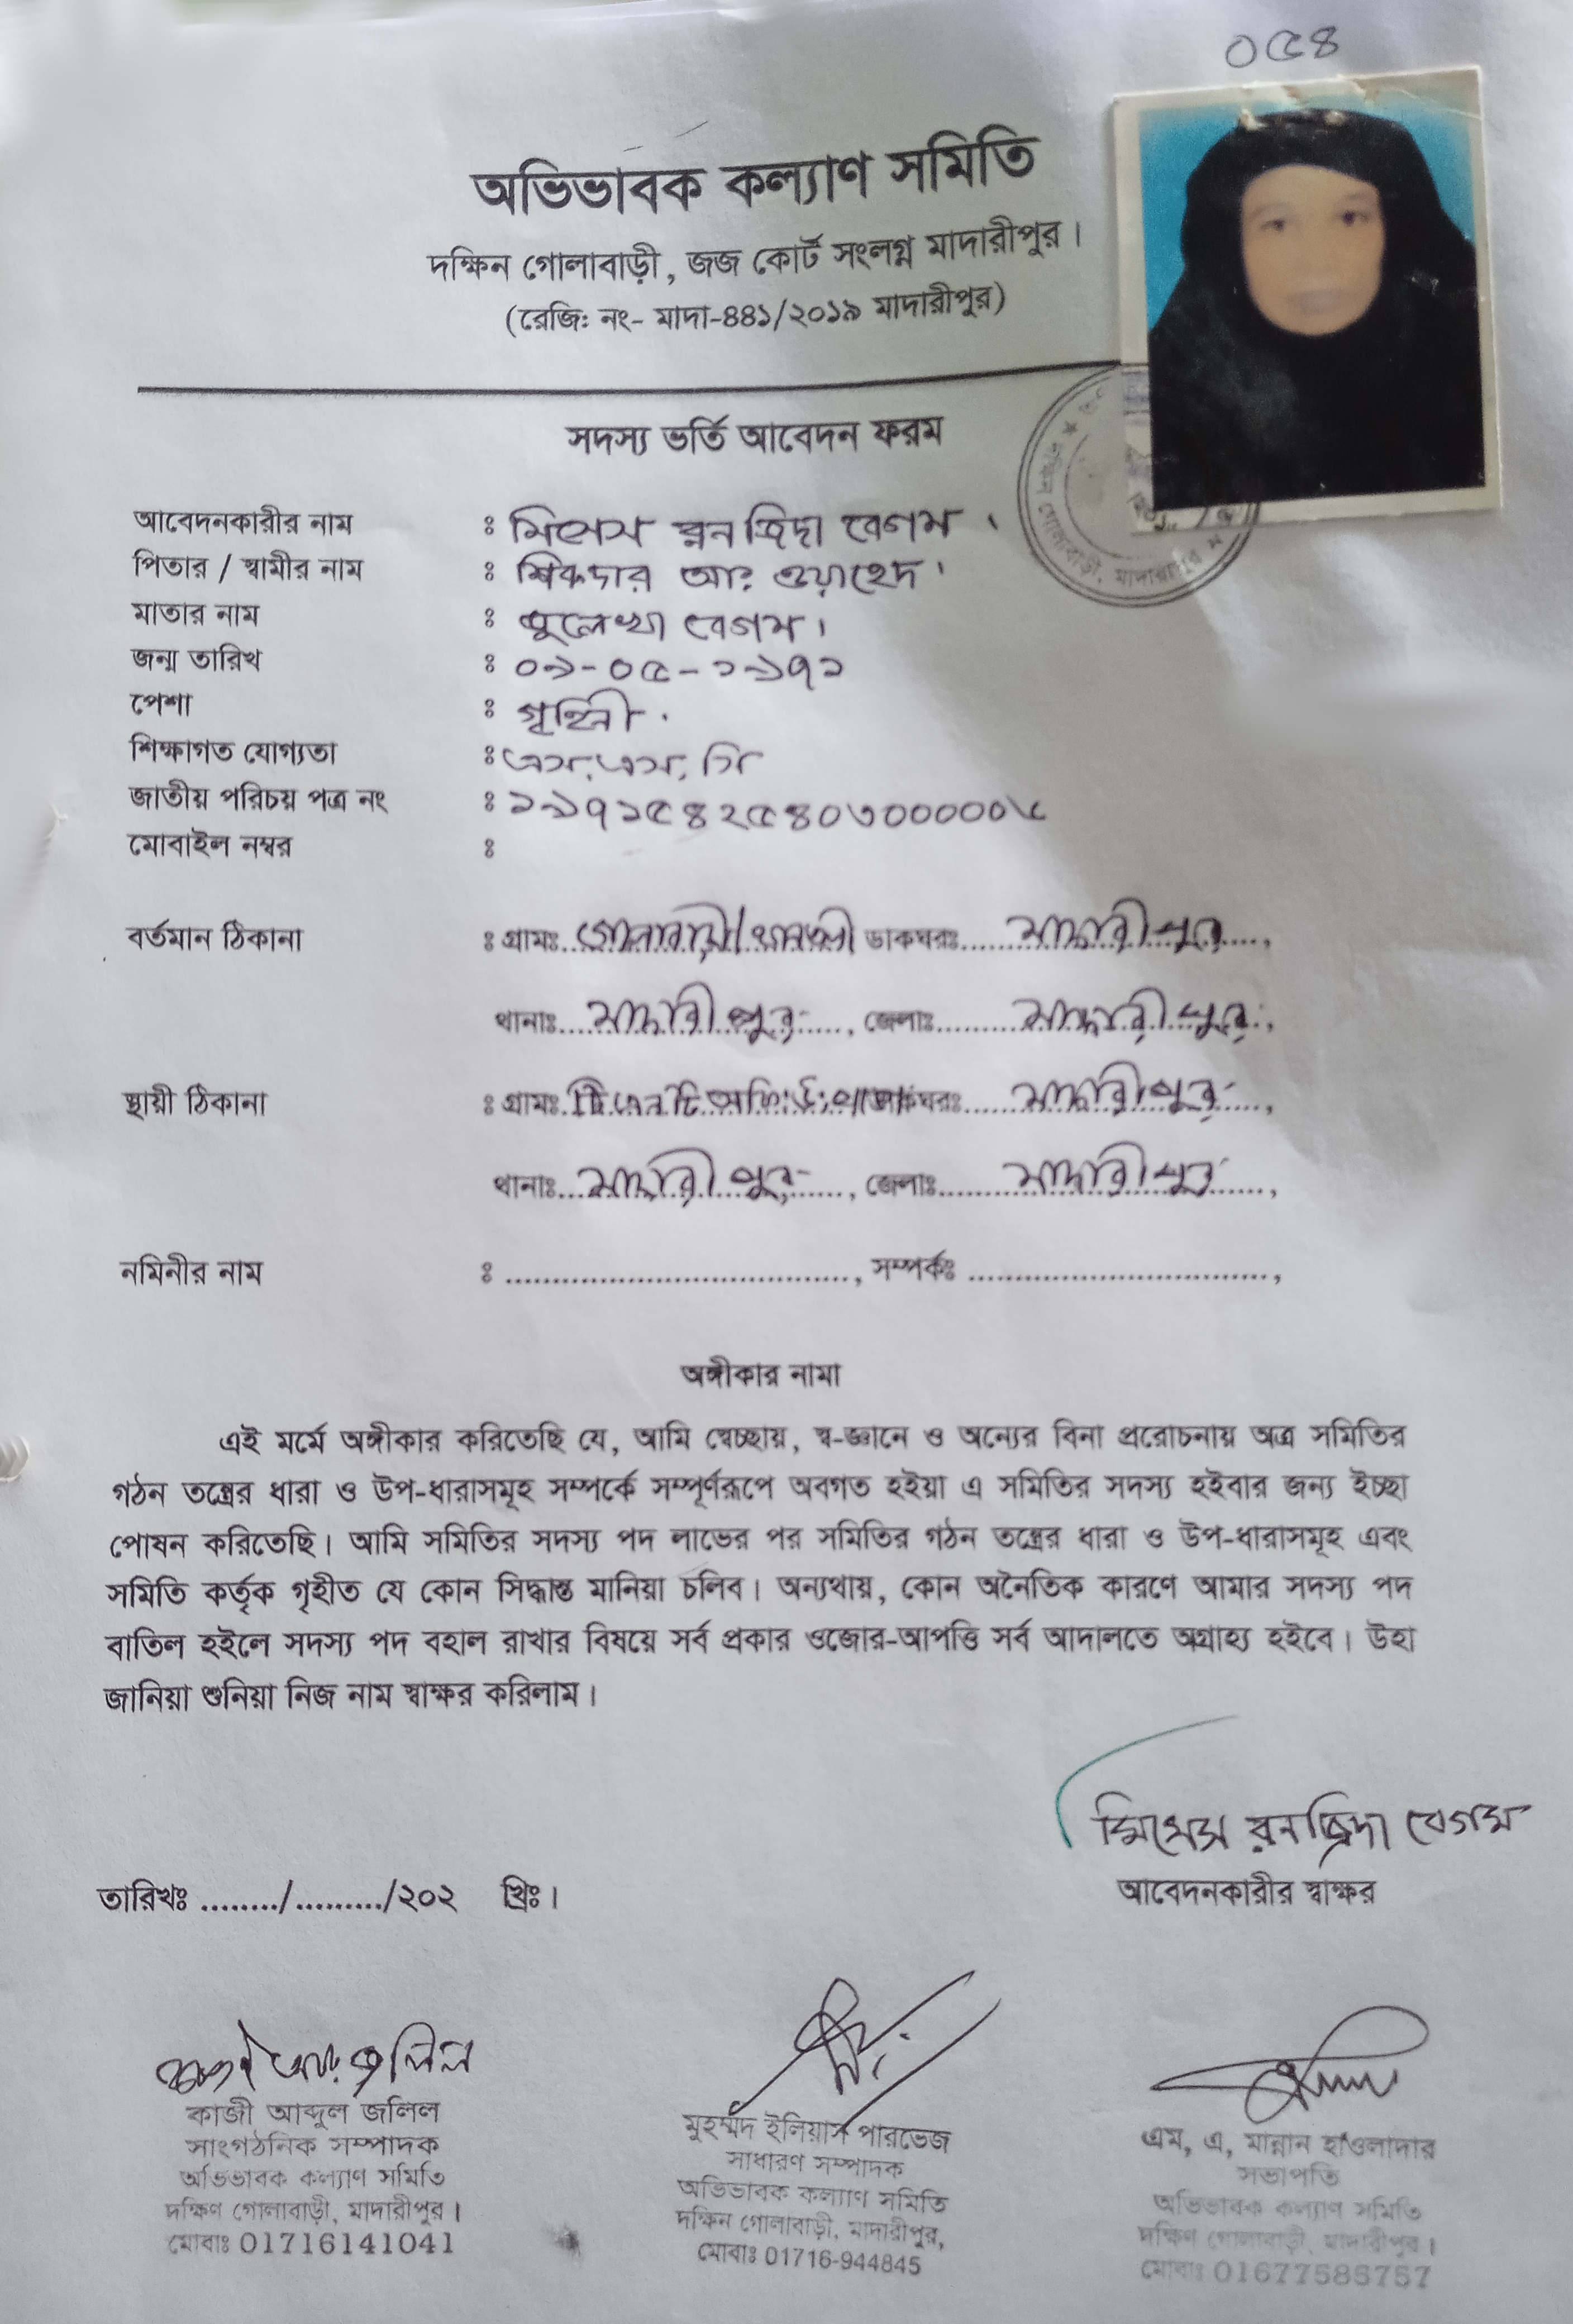 ০৫৪
অভিভাবক কল্যাণ সমিতি
দক্ষিন গোলাবাড়ী, জজ কোর্ট সংলগ্ন মাদারীপুর।
(রেজি: নং- মাদা-৪৪১/২০১৯ মাদারীপুর)
সদস্য ভর্তি আবেদন ফরম
আবেদনকারীর নাম : মিসেস রনজিদা বেগম।
পিতার / স্বামীর নাম : শিকদার আঃ ওয়াহেদ।
মাতার নাম : জুলেখা বেগম।
জন্ম তারিখ : ০৯-০৫-১৯৭১
পেশা : গৃহিনী।
শিক্ষাগত যোগ্যতা : এস.এস.সি
জাতীয় পরিচয় পত্র নং : ১৯৭১৫৪২৫৪০৩০০০০০৮
মোবাইল নম্বর :
বর্তমান ঠিকানা : গ্রামঃ গোলাবাড়ী ডাকঘরঃ মাদারীপুর,
থানাঃ মাদারীপুর, জেলাঃ মাদারীপুর,
স্থায়ী ঠিকানা : গ্রামঃ ডাকঘরঃ মাদারীপুর,
থানাঃ মাদারীপুর, জেলাঃ মাদারীপুর,
নমিনীর নাম : ...................................., সম্পর্কঃ ................................,
অঙ্গীকার নামা
এই মর্মে অঙ্গীকার করিতেছি যে, আমি স্বেচ্ছায়, স্ব-জ্ঞানে ও অন্যের বিনা প্ররোচনায় অত্র সমিতির
গঠন তন্ত্রের ধারা ও উপ-ধারাসমূহ সম্পর্কে সম্পূর্ণরূপে অবগত হইয়া এ সমিতির সদস্য হইবার জন্য ইচ্ছা
পোষন করিতেছি। আমি সমিতির সদস্য পদ লাভের পর সমিতির গঠন তন্ত্রের ধারা ও উপ-ধারাসমূহ এবং
সমিতি কর্তৃক গৃহীত যে কোন সিদ্ধান্ত মানিয়া চলিব। অন্যথায়, কোন অনৈতিক কারণে আমার সদস্য পদ
বাতিল হইলে সদস্য পদ বহাল রাখার বিষয়ে সর্ব প্রকার ওজোর-আপত্তি সর্ব আদালতে অগ্রাহ্য হইবে। উহা
জানিয়া শুনিয়া নিজ নাম স্বাক্ষর করিলাম।
মিসেস রনজিদা বেগম
আবেদনকারীর স্বাক্ষর
তারিখঃ ......../........./২০২ খ্রিঃ।
কাজী আব্দুল জলিল
সাংগঠনিক সম্পাদক
অভিভাবক কল্যাণ সমিতি
দক্ষিণ গোলাবাড়ী, মাদারীপুর।
মোবাঃ 01716141041
মুহম্মদ ইলিয়াস পারভেজ
সাধারণ সম্পাদক
অভিভাবক কল্যাণ সমিতি
দক্ষিন গোলাবাড়ী, মাদারীপুর,
মোবাঃ 01716-944845
এম, এ, মান্নান হাওলাদার
সভাপতি
অভিভাবক কল্যাণ সমিতি
দক্ষিণ গোলাবাড়ী, মাদারীপুর।
মোবাঃ 01677585757